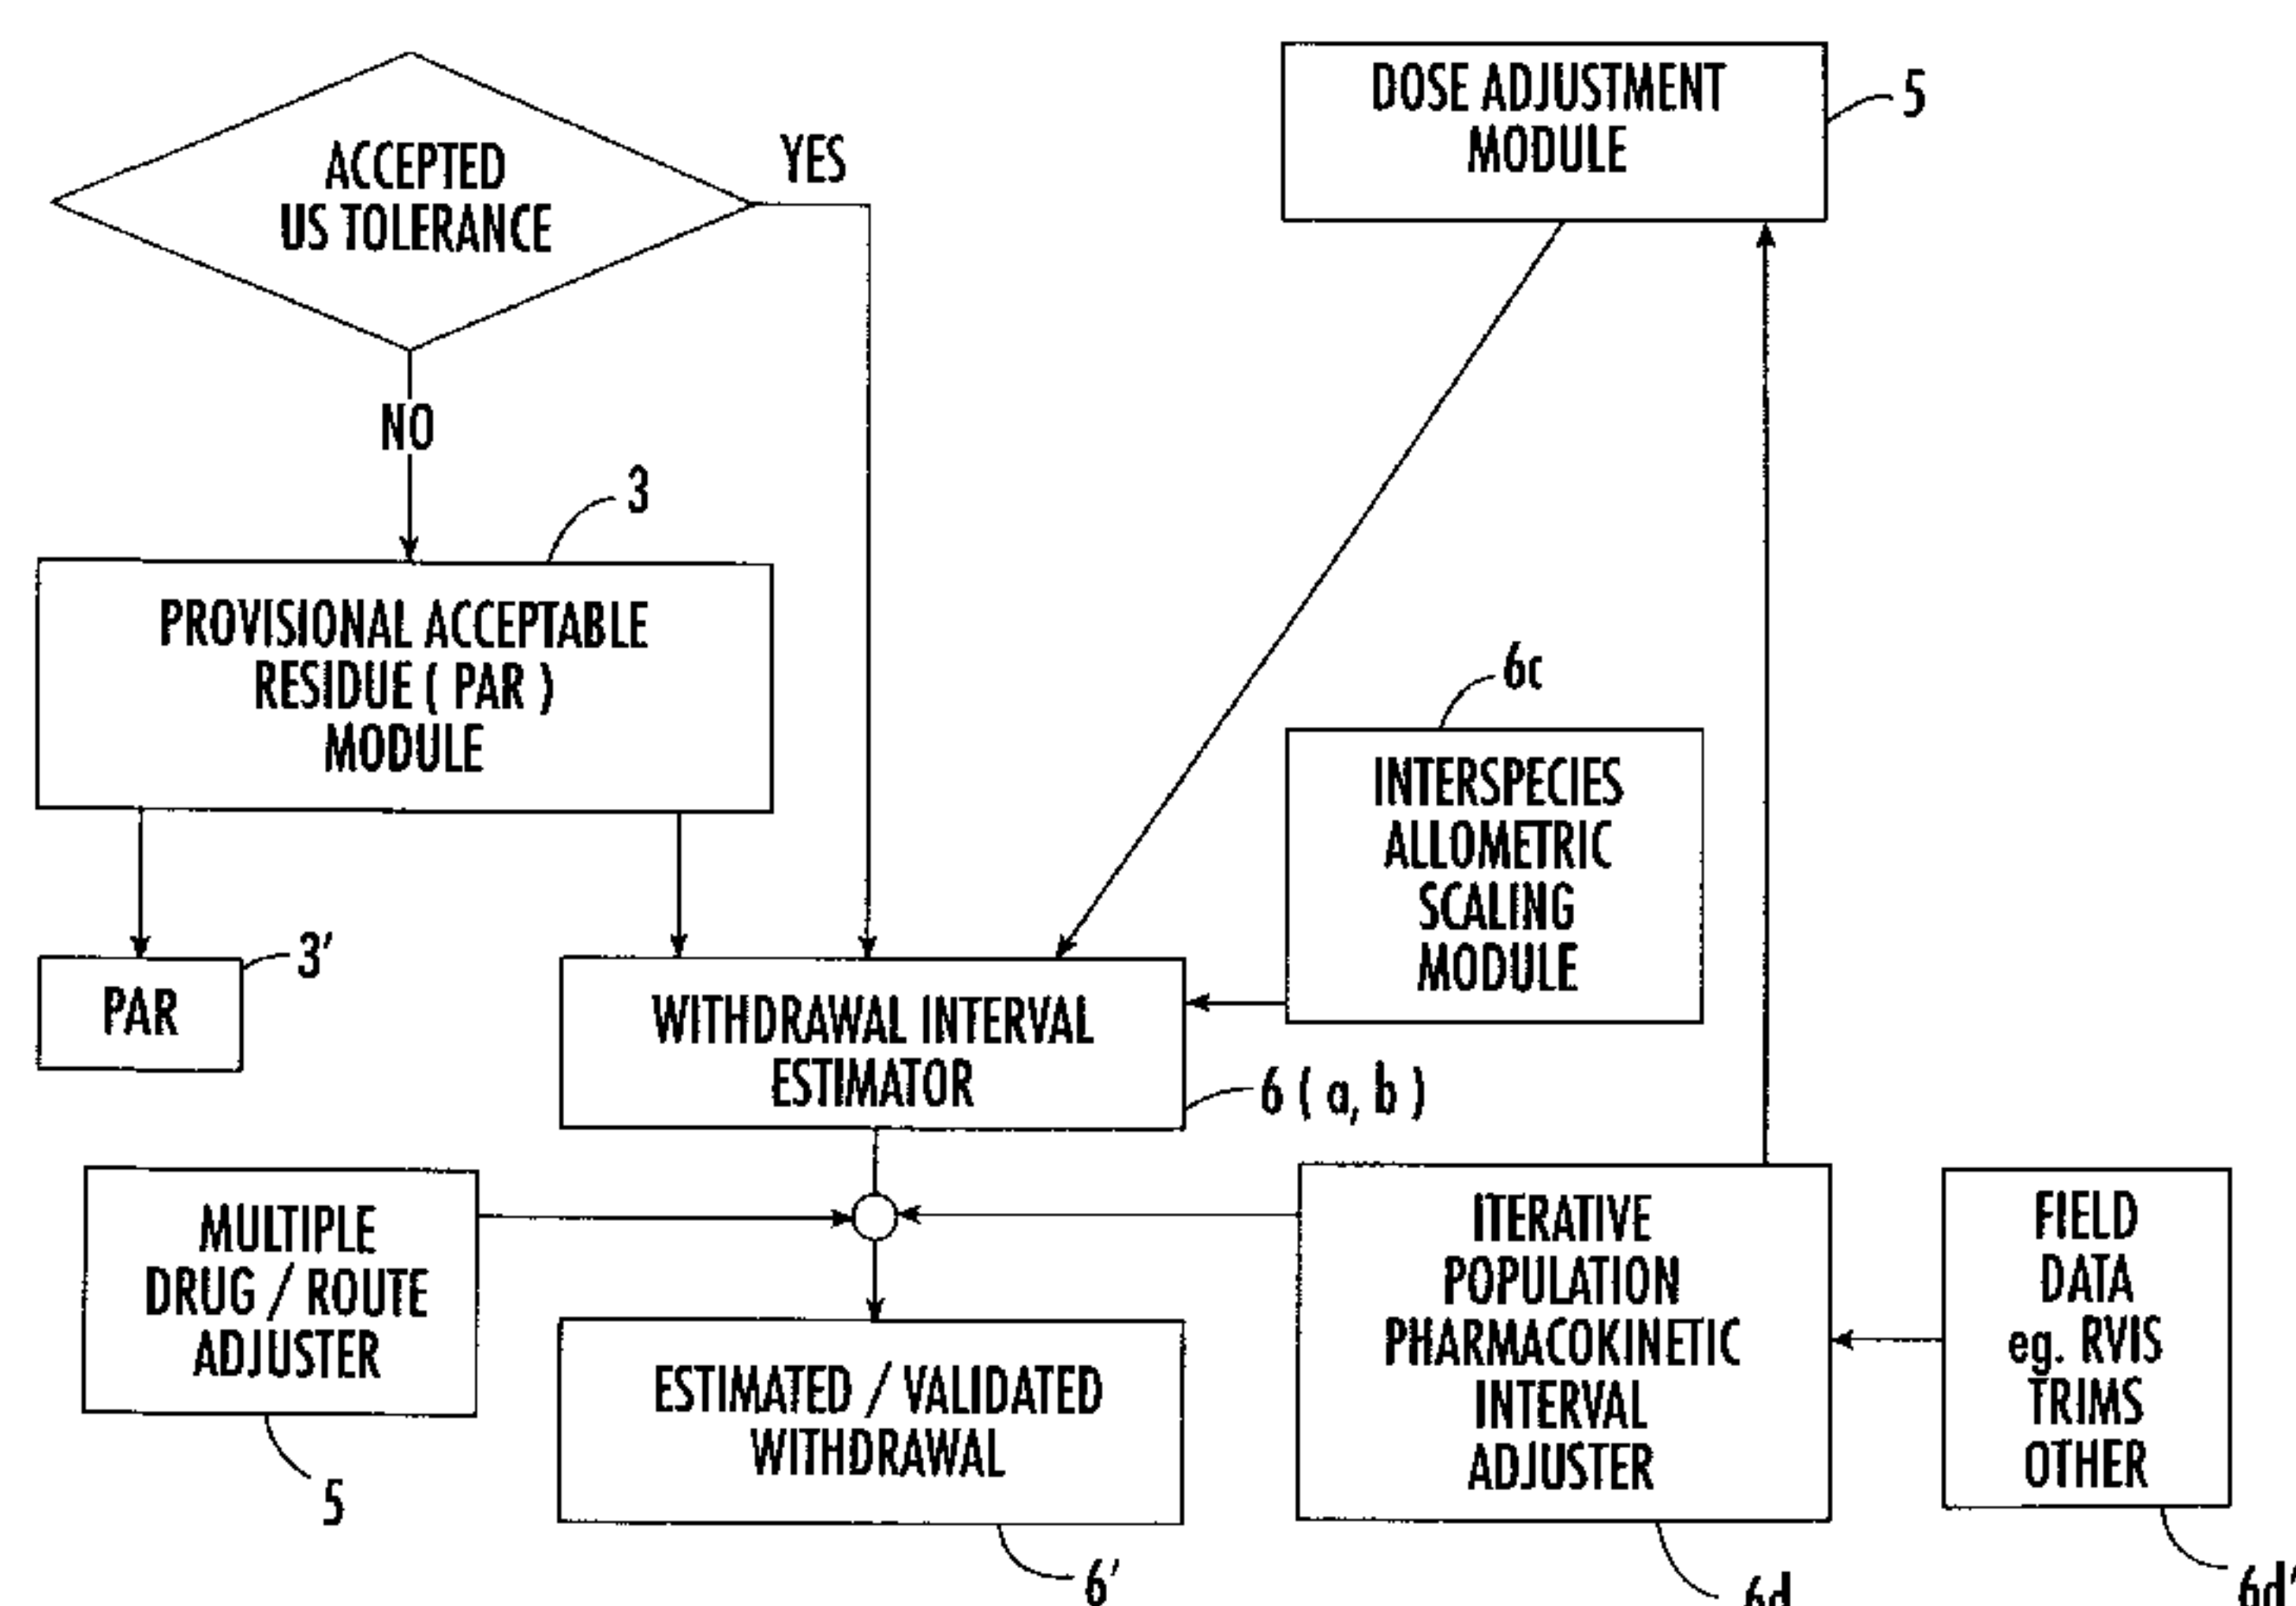 ACCEPTED
US TOLERANCE
YES
NO
DOSE ADJUSTMENT
MODULE
5
3
PROVISIONAL ACCEPTABLE
RESIDUE ( PAR )
MODULE
6c
INTERSPECIES
ALLOMETRIC
SCALING
MODULE
3'
PAR
WITHDRAWAL INTERVAL
ESTIMATOR
6 ( a, b )
MULTIPLE
DRUG / ROUTE
ADJUSTER
5
ESTIMATED / VALIDATED
WITHDRAWAL
6'
ITERATIVE
POPULATION
PHARMACOKINETIC
INTERVAL
ADJUSTER
6d
FIELD
DATA
eg. RVIS
TRIMS
OTHER
6d'